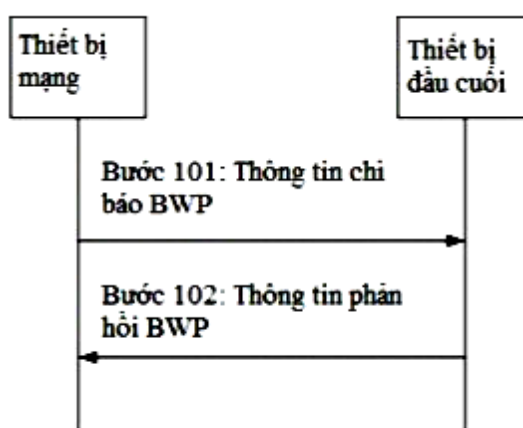 Thiết bị
mạng
Thiết bị
đầu cuối
Bước 101: Thông tin chỉ
báo BWP
Bước 102: Thông tin phản
hồi BWP